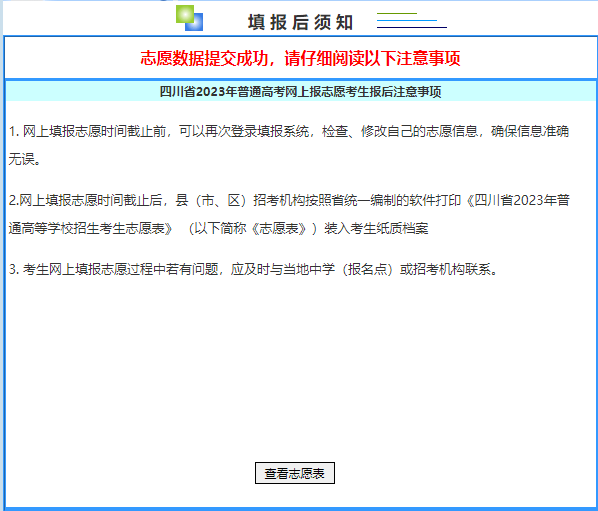 填报后须知
志愿数据提交成功，请仔细阅读以下注意事项
四川省2023年普通高考网上报志愿考生报后注意事项
1. 网上填报志愿时间截止前，可以再次登录填报系统，检查、修改自己的志愿信息，确保信息准确
无误。
2.网上填报志愿时间截止后，县（市、区）招考机构按照省统一编制的软件打印《四川省2023年普
通高等学校招生考生志愿表》（以下简称《志愿表》）装入考生纸质档案
3. 考生网上填报志愿过程中若有问题，应及时与当地中学（报名点）或招考机构联系。
查看志愿表